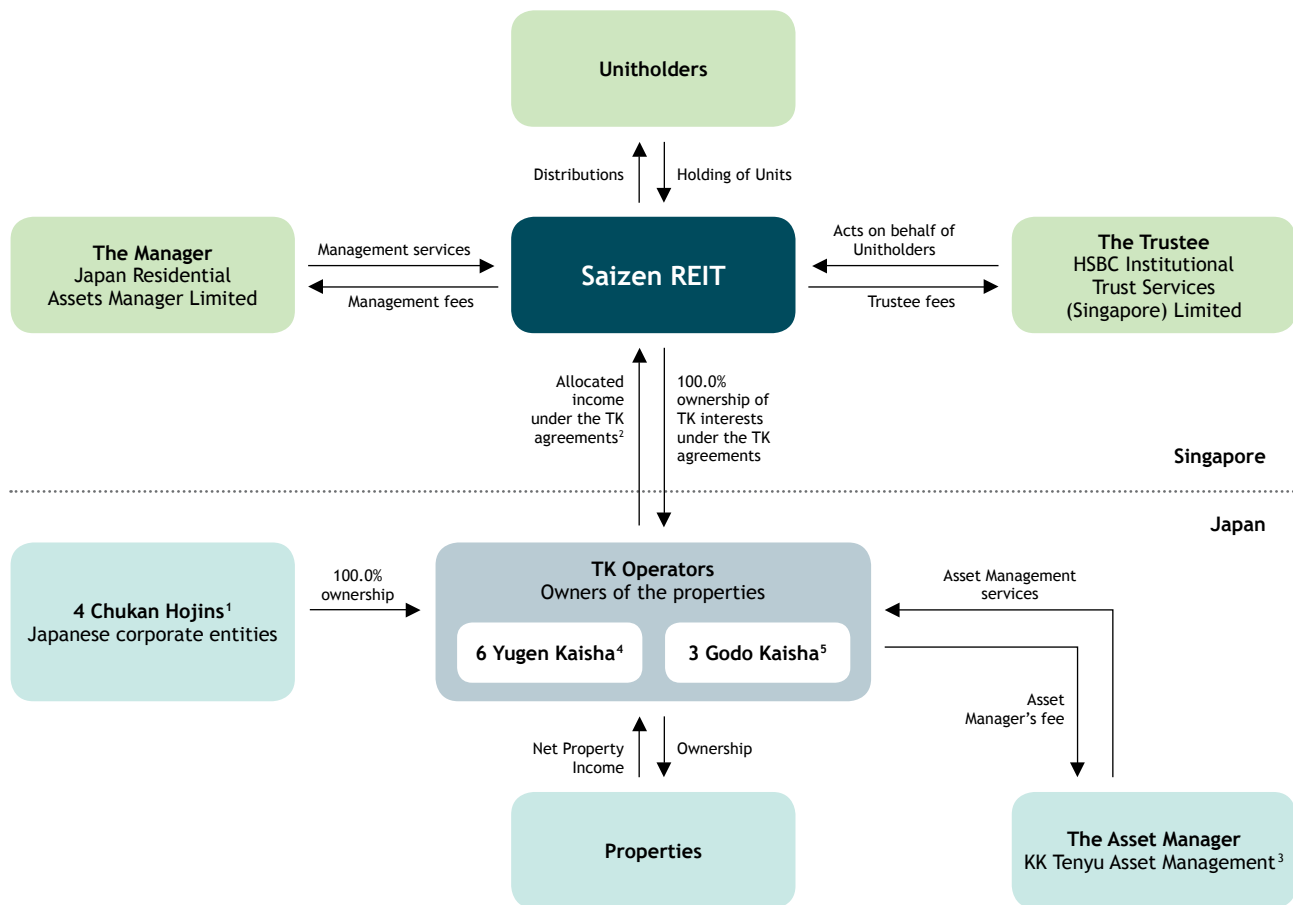 Unitholders
Distributions
Holding of Units
The Manager
Japan Residential
Assets Manager Limited
Management services
Management fees
Saizen REIT
Acts on behalf of
Unitholders
Trustee fees
The Trustee
HSBC Institutional
Trust Services
(Singapore) Limited
Allocated
income
under the TK
agreements²
100.0%
ownership of
TK interests
under the TK
agreements
Singapore
Japan
4 Chukan Hojins¹
Japanese corporate entities
100.0%
ownership
TK Operators
Owners of the properties
6 Yugen Kaisha⁴
3 Godo Kaisha⁵
Asset Management
services
Asset
Manager’s fee
Net Property
Income
Ownership
Properties
The Asset Manager
KK Tenyu Asset Management³